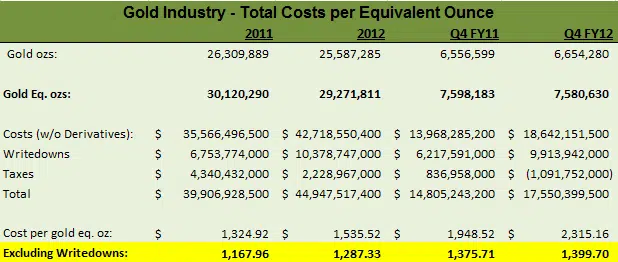 Gold Industry - Total Costs per Equivalent Ounce
2011 2012 Q4 FY11 Q4 FY12
Gold ozs: 26,309,889 25,587,285 6,556,599 6,654,280
Gold Eq. ozs: 30,120,290 29,271,811 7,598,183 7,580,630
Costs (w/o Derivatives): $ 35,566,496,500 $ 42,718,550,400 $ 13,968,285,200 $ 18,642,151,500
Writedowns $ 6,753,774,000 $ 10,378,747,000 $ 6,217,591,000 $ 9,913,942,000
Taxes $ 4,340,432,000 $ 2,228,967,000 $ 836,958,000 $ (1,091,752,000)
Total $ 39,906,928,500 $ 44,947,517,400 $ 14,805,243,200 $ 17,550,399,500
Cost per gold eq. oz: $ 1,324.92 $ 1,535.52 $ 1,948.52 $ 2,315.16
Excluding Writedowns: $ 1,167.96 $ 1,287.33 $ 1,375.71 $ 1,399.70